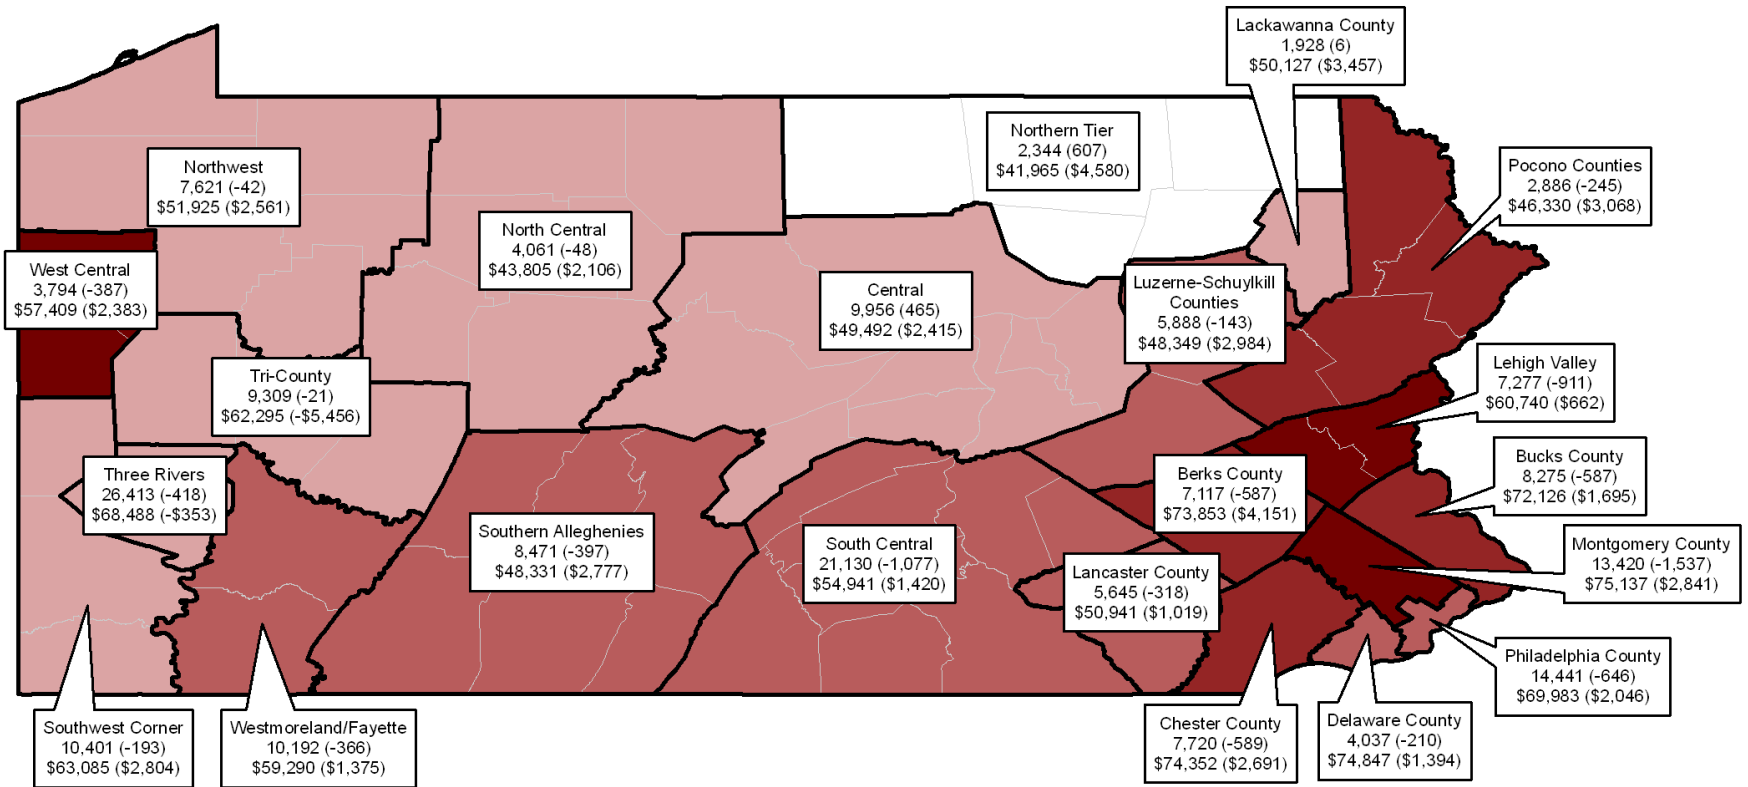 Lackawanna County
1,928 (6)
$50,127 ($3,457)
Northern Tier
2,344 (607)
$41,965 ($4,580)
Northwest
7,621 (-42)
$51,925 ($2,561)
Pocono Counties
2,886 (-245)
$46,330 ($3,068)
North Central
4,061 (-48)
$43,805 ($2,106)
West Central
3,794 (-387)
$57,409 ($2,383)
Central
9,956 (465)
$49,492 ($2,415)
Luzerne-Schuylkill
Counties
5,888 (-143)
$48,349 ($2,984)
Lehigh Valley
7,277 (-911)
$60,740 ($662)
Tri-County
9,309 (-21)
$62,295 (-$5,456)
Three Rivers
26,413 (-418)
$68,488 (-$353)
Berks County
7,117 (-587)
$73,853 ($4,151)
Bucks County
8,275 (-587)
$72,126 ($1,695)
Southern Alleghenies
8,471 (-397)
$48,331 ($2,777)
South Central
21,130 (-1,077)
$54,941 ($1,420)
Montgomery County
13,420 (-1,537)
$75,137 ($2,841)
Lancaster County
5,645 (-318)
$50,941 ($1,019)
Philadelphia County
14,441 (-646)
$69,983 ($2,046)
Southwest Corner
10,401 (-193)
$63,085 ($2,804)
Westmoreland/Fayette
10,192 (-366)
$59,290 ($1,375)
Chester County
7,720 (-589)
$74,352 ($2,691)
Delaware County
4,037 (-210)
$74,847 ($1,394)